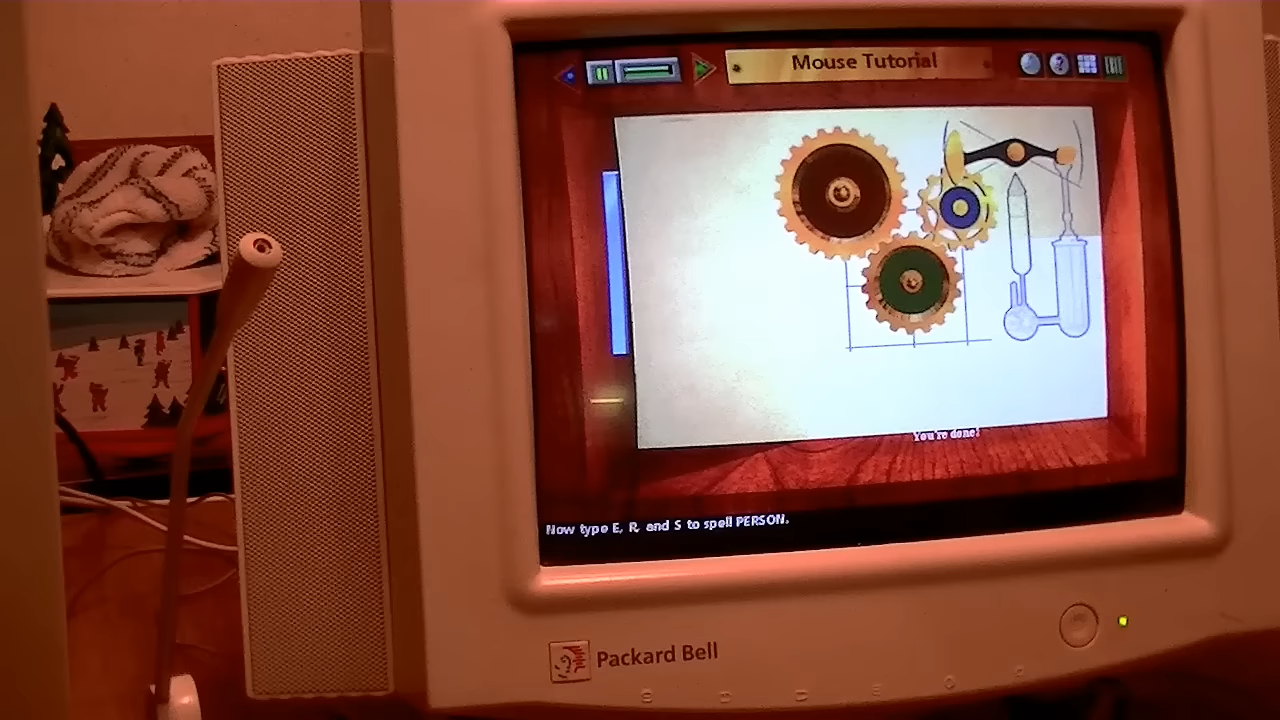 Mouse Tutorial
You're done!
Now type E, R, and S to spell PERSON.
Packard Bell